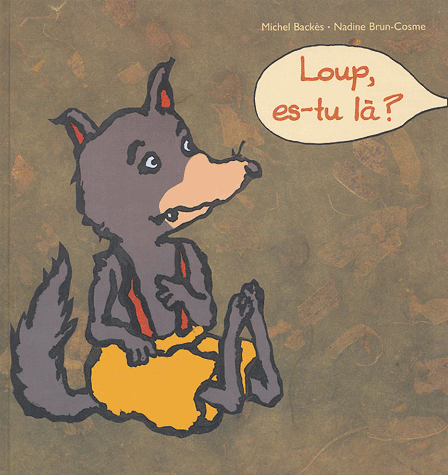 Michel Backès • Nadine Brun-Cosme
Loup,
es-tu là ?